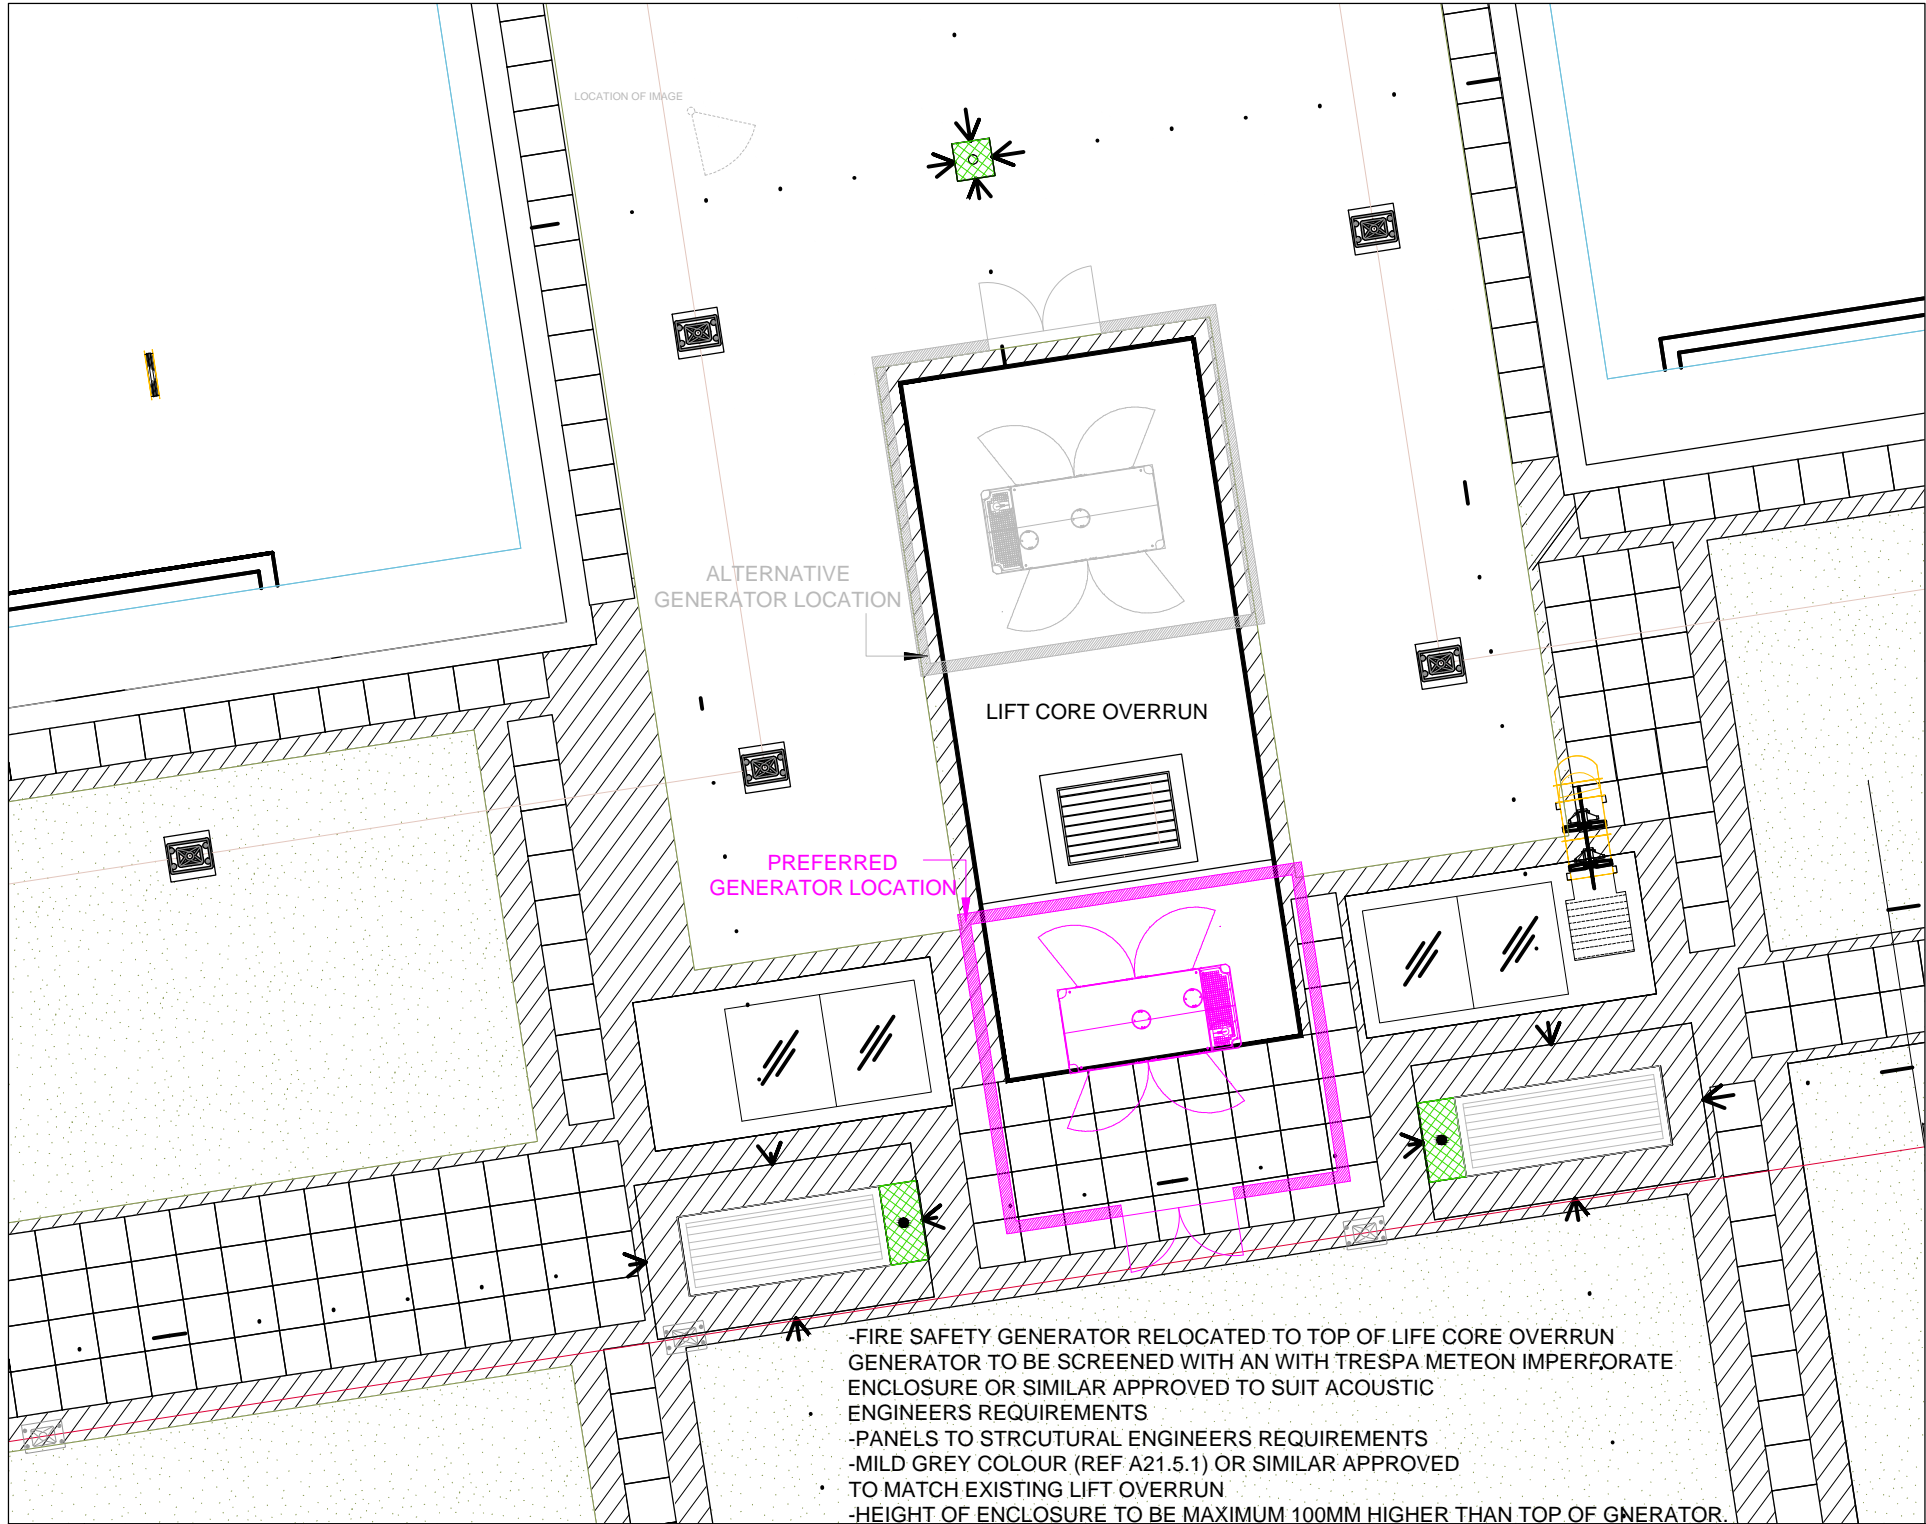 LOCATION OF IMAGE
ALTERNATIVE
GENERATOR LOCATION
LIFT CORE OVERRUN
PREFERRED
GENERATOR LOCATION
-FIRE SAFETY GENERATOR RELOCATED TO TOP OF LIFE CORE OVERRUN
GENERATOR TO BE SCREENED WITH AN WITH TRESPA METEON IMPERFORATE
ENCLOSURE OR SIMILAR APPROVED TO SUIT ACOUSTIC
ENGINEERS REQUIREMENTS
-PANELS TO STRCUTURAL ENGINEERS REQUIREMENTS
-MILD GREY COLOUR (REF A21.5.1) OR SIMILAR APPROVED
TO MATCH EXISTING LIFT OVERRUN
-HEIGHT OF ENCLOSURE TO BE MAXIMUM 100MM HIGHER THAN TOP OF GNERATOR.